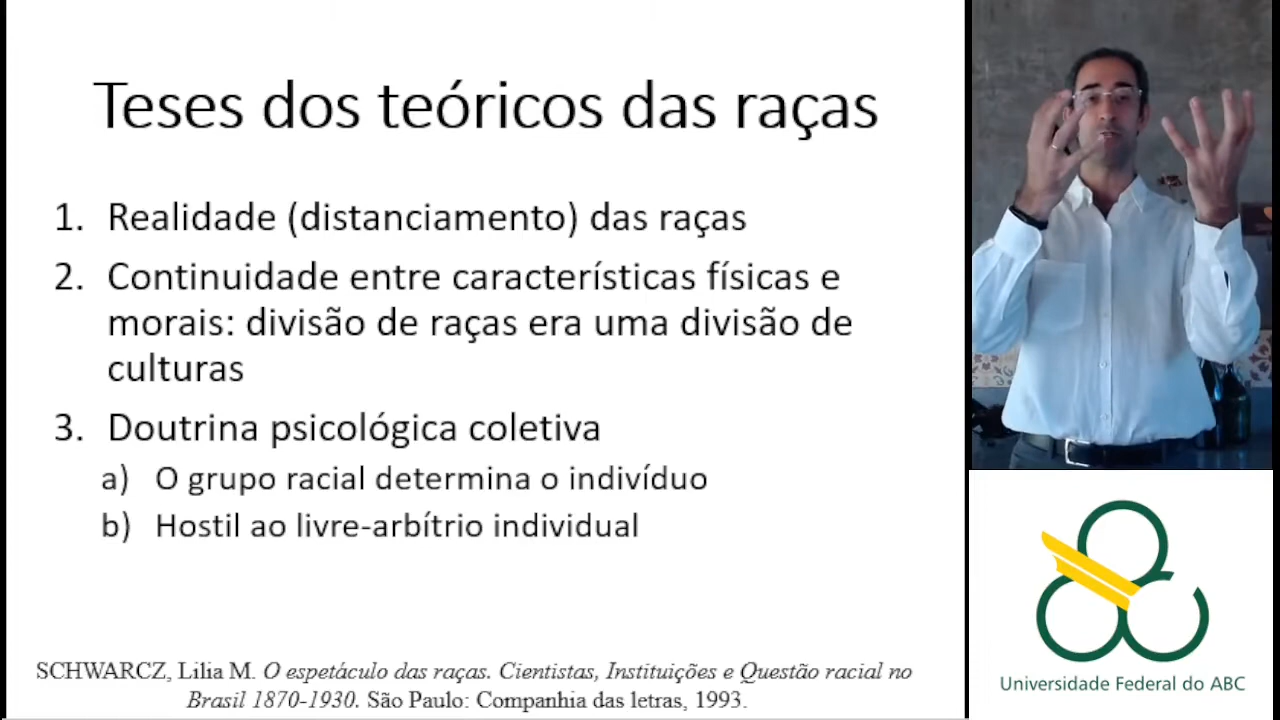 Teses dos teóricos das raças
1. Realidade (distanciamento) das raças
2. Continuidade entre características físicas e
morais: divisão de raças era uma divisão de
culturas
3. Doutrina psicológica coletiva
a) O grupo racial determina o indivíduo
b) Hostil ao livre-arbítrio individual
SCHWARCZ, Lilia M. O espetáculo das raças. Cientistas, Instituições e Questão racial no
Brasil 1870-1930. São Paulo: Companhia das letras, 1993.
Universidade Federal do ABC